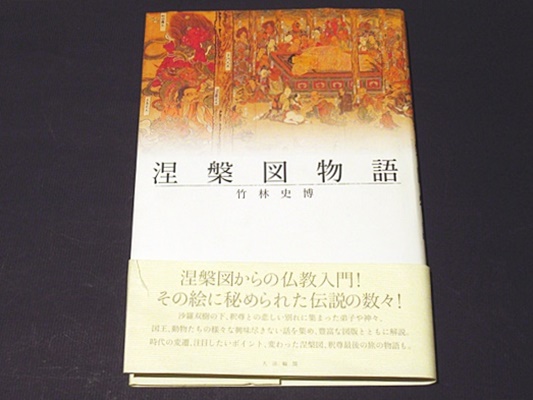 涅槃図物語
竹林史博
涅槃図からの仏教入門!
その絵に秘められた伝説の数々!
沙羅双樹の下、釈尊との悲しい別れに集まった弟子や神々、
国王、動物たちの様々な興味尽きない話を集め、豊富な図版とともに解説。
時代の変遷、注目したいポイント、変わった涅槃図、釈尊最後の旅の物語も。
大法輪閣